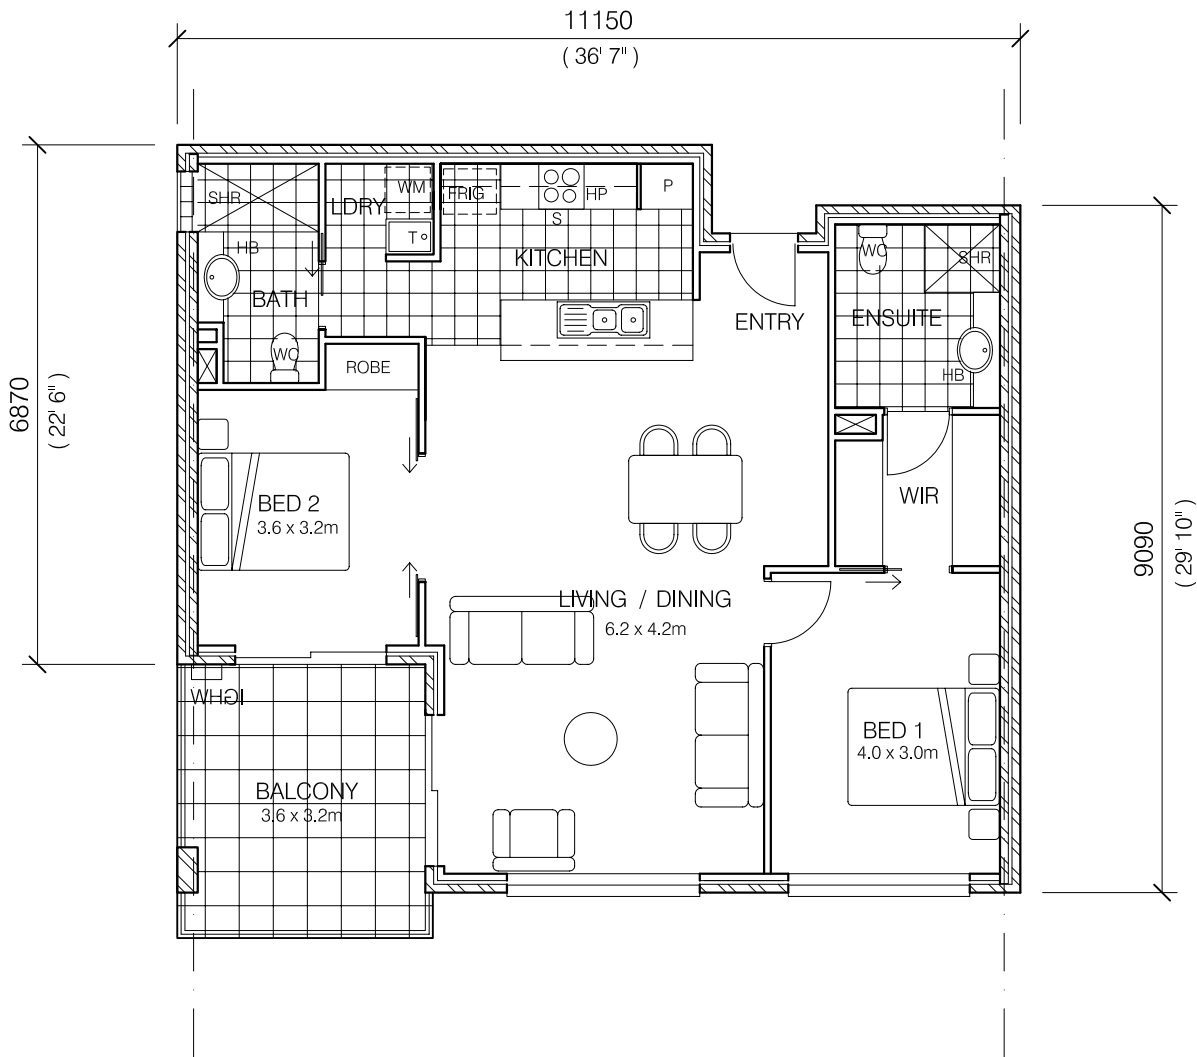 11150
( 36' 7" )
SHR
LDRY
WM
FRIG
HP
P
S
T
HB
KITCHEN
WC
SHR
BATH
ENTRY
ENSUITE
WC
ROBE
HB
6870
( 22' 6" )
BED 2
3.6 x 3.2m
WIR
9090
( 29' 10" )
LIVING / DINING
6.2 x 4.2m
IGHW
BED 1
4.0 x 3.0m
BALCONY
3.6 x 3.2m